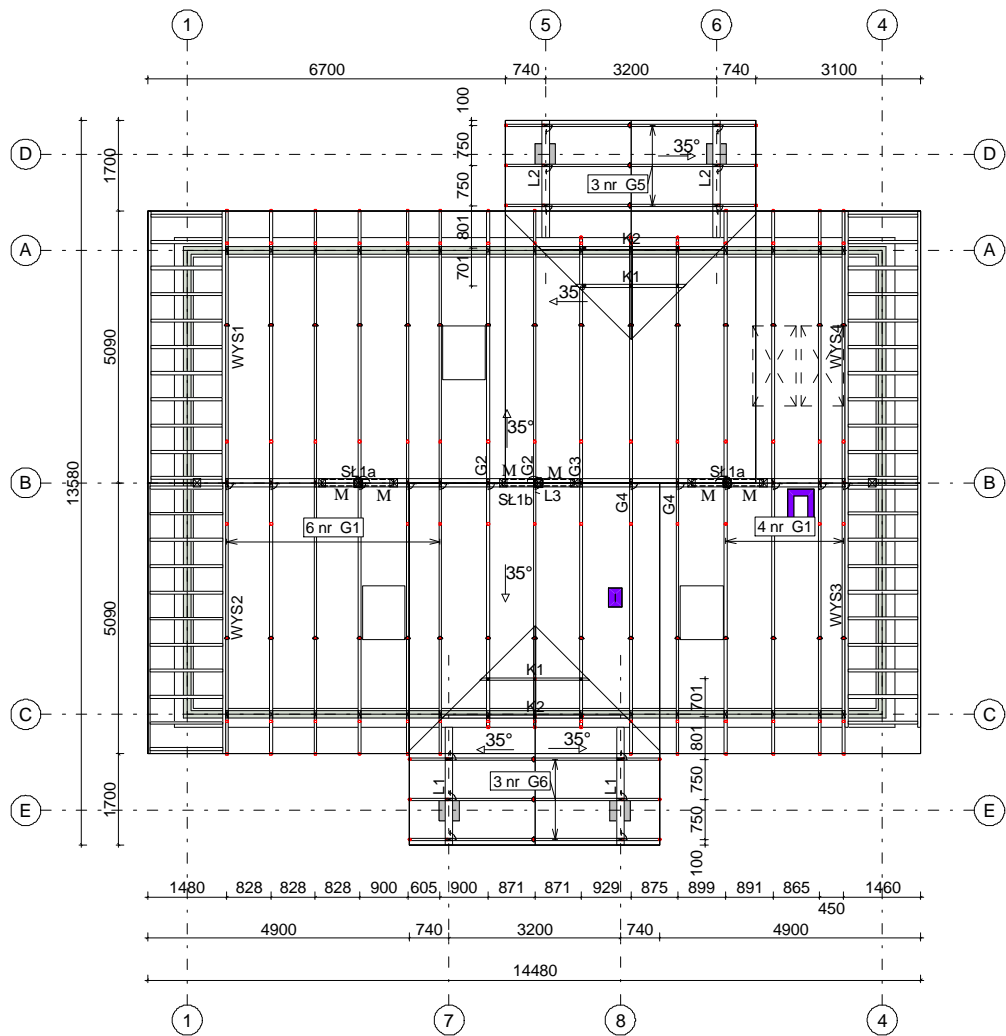 1
5
6
4
6700
740
3200
740
3100
100
D
35°
D
1700
750
750
L2
L2
3 nr G5
801
K2
A
A
701
K1
35°
WYS1
WYS4
5090
35°
G2
M
G2
M
G3
SŁ1a
SŁ1a
B
B
13580
M
M
SŁ1b
L3
M
M
G4
G4
6 nr G1
4 nr G1
35°
WYS2
WYS3
5090
K1
701
K2
C
C
801
35°
35°
L1
3 nr G6
L1
750
1700
750
E
E
100
1480
828
828
828
900
605
900
871
871
929
875
899
891
865
1460
450
4900
740
3200
740
4900
14480
1
7
8
4